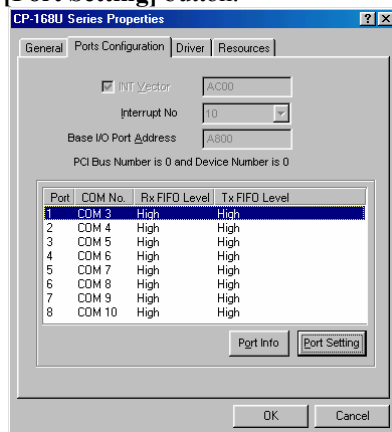 [Port Setting] button.
CP-168U Series Properties
General Ports Configuration Driver Resources
INT Vector AC00
Interrupt No 10
Base I/O Port Address A800
PCI Bus Number is 0 and Device Number is 0
Port COM No. Rx FIFO Level Tx FIFO Level
1 COM 3 High High
2 COM 4 High High
3 COM 5 High High
4 COM 6 High High
5 COM 7 High High
6 COM 8 High High
7 COM 9 High High
8 COM 10 High High
Port Info Port Setting
OK Cancel